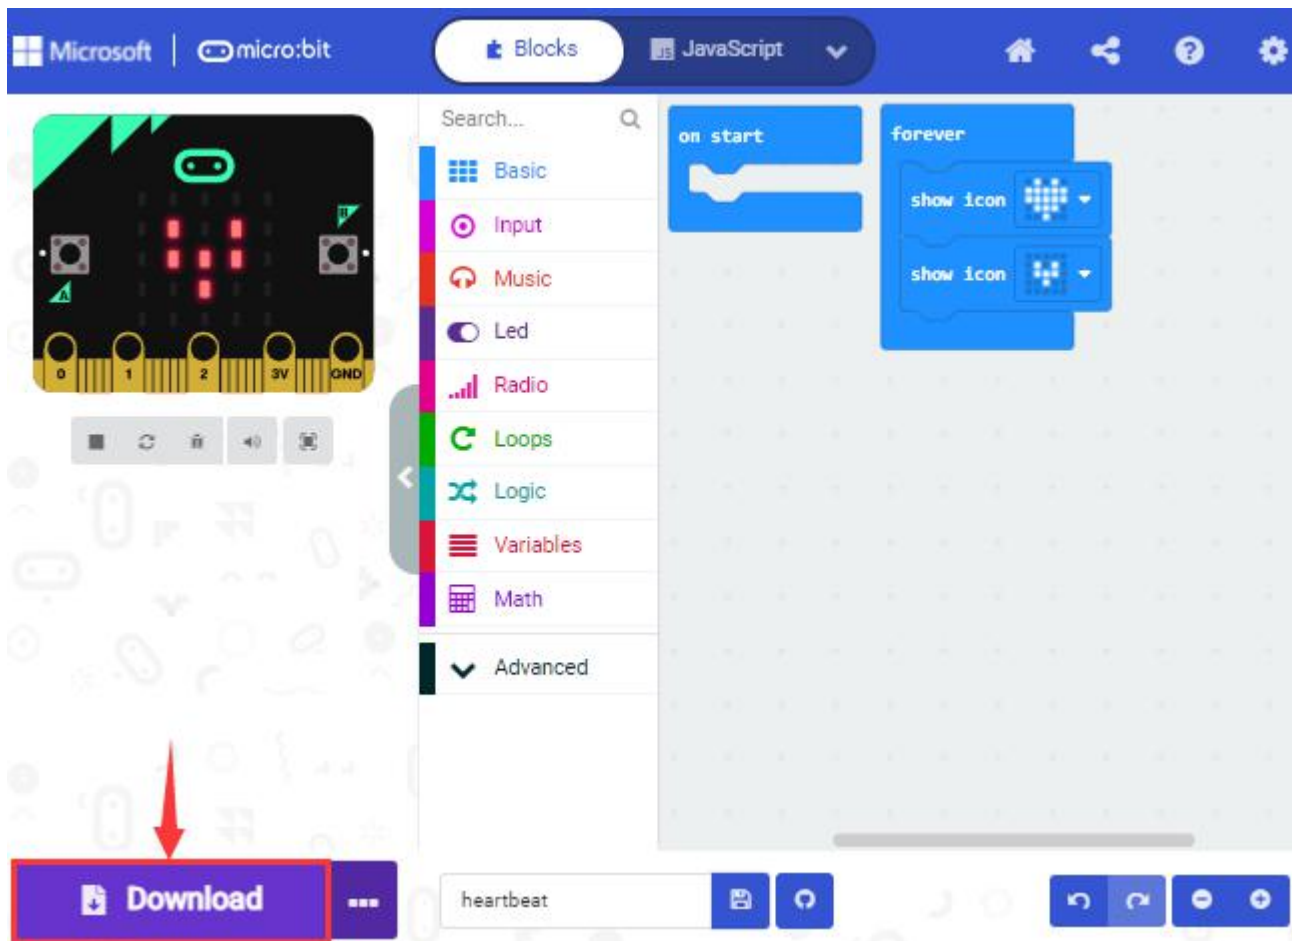 Microsoft | micro:bit
Blocks
JS JavaScript
Search...
Basic
Input
Music
Led
Radio
Loops
Logic
Variables
Math
Advanced
on start
forever
show icon
show icon
B
A
0 1 2 3V GND
Download
heartbeat